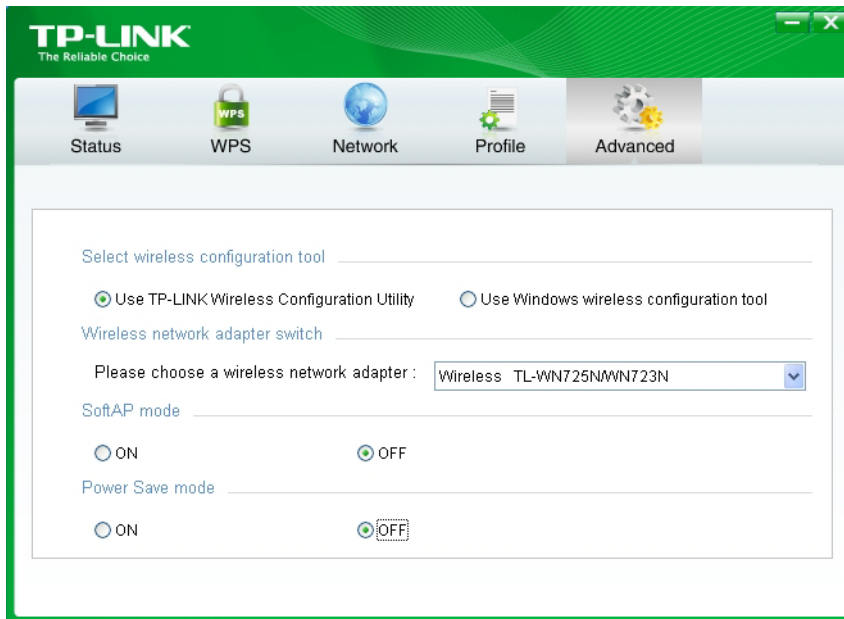 TP-LINK
The Reliable Choice
Status WPS Network Profile Advanced
WPS
Select wireless configuration tool
Use TP-LINK Wireless Configuration Utility Use Windows wireless configuration tool
Wireless network adapter switch
Please choose a wireless network adapter : Wireless TL-WN725N/WN723N
SoftAP mode
ON OFF
Power Save mode
ON OFF